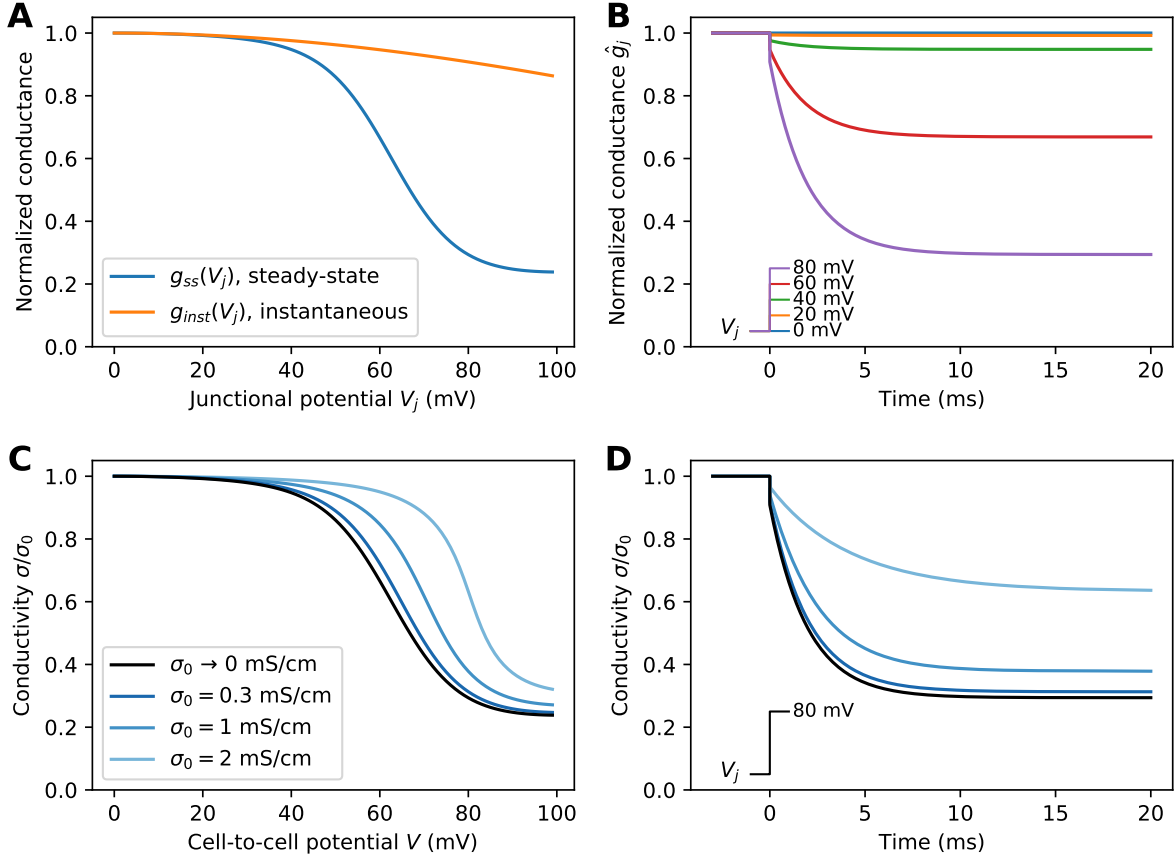 A
1.0
0.8
0.6
0.4
0.2
0.0
Normalized conductance
g_ss(V_j), steady-state
g_inst(V_j), instantaneous
0 20 40 60 80 100
Junctional potential V_j (mV)
B
1.0
0.8
0.6
0.4
0.2
0.0
Normalized conductance ĝ_j
80 mV
60 mV
40 mV
20 mV
0 mV
V_j
0 5 10 15 20
Time (ms)
C
1.0
0.8
0.6
0.4
0.2
0.0
Conductivity σ/σ₀
σ₀ → 0 mS/cm
σ₀ = 0.3 mS/cm
σ₀ = 1 mS/cm
σ₀ = 2 mS/cm
0 20 40 60 80 100
Cell-to-cell potential V (mV)
D
1.0
0.8
0.6
0.4
0.2
0.0
Conductivity σ/σ₀
80 mV
V_j
0 5 10 15 20
Time (ms)